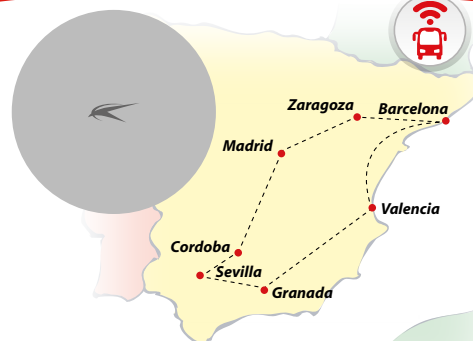 Zaragoza
Barcelona
Madrid
Valencia
Cordoba
Sevilla
Granada